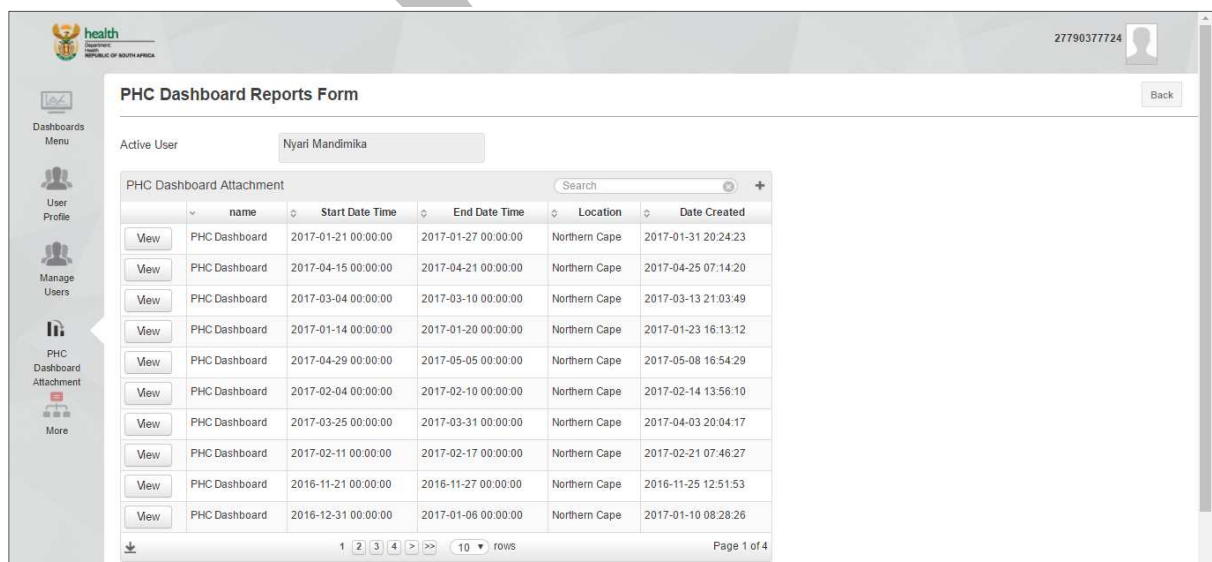 health
Department:
Health
REPUBLIC OF SOUTH AFRICA
27790377724
PHC Dashboard Reports Form
Back
Dashboards
Menu
User
Profile
Manage
Users
PHC
Dashboard
Attachment
More
Active User Nyari Mandimika
PHC Dashboard Attachment Search
name Start Date Time End Date Time Location Date Created
View PHC Dashboard 2017-01-21 00:00:00 2017-01-27 00:00:00 Northern Cape 2017-01-31 20:24:23
View PHC Dashboard 2017-04-15 00:00:00 2017-04-21 00:00:00 Northern Cape 2017-04-25 07:14:20
View PHC Dashboard 2017-03-04 00:00:00 2017-03-10 00:00:00 Northern Cape 2017-03-13 21:03:49
View PHC Dashboard 2017-01-14 00:00:00 2017-01-20 00:00:00 Northern Cape 2017-01-23 16:13:12
View PHC Dashboard 2017-04-29 00:00:00 2017-05-05 00:00:00 Northern Cape 2017-05-08 16:54:29
View PHC Dashboard 2017-02-04 00:00:00 2017-02-10 00:00:00 Northern Cape 2017-02-14 13:56:10
View PHC Dashboard 2017-03-25 00:00:00 2017-03-31 00:00:00 Northern Cape 2017-04-03 20:04:17
View PHC Dashboard 2017-02-11 00:00:00 2017-02-17 00:00:00 Northern Cape 2017-02-21 07:46:27
View PHC Dashboard 2016-11-21 00:00:00 2016-11-27 00:00:00 Northern Cape 2016-11-25 12:51:53
View PHC Dashboard 2016-12-31 00:00:00 2017-01-06 00:00:00 Northern Cape 2017-01-10 08:28:26
1 2 3 4 > >> 10 rows Page 1 of 4